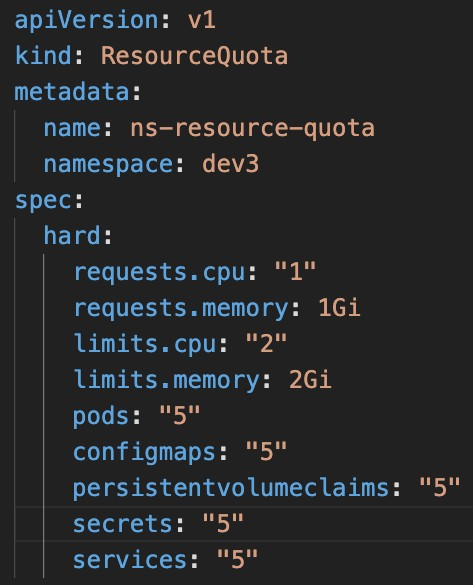 apiVersion: v1
kind: ResourceQuota
metadata:
  name: ns-resource-quota
  namespace: dev3
spec:
  hard:
    requests.cpu: "1"
    requests.memory: 1Gi
    limits.cpu: "2"
    limits.memory: 2Gi
    pods: "5"
    configmaps: "5"
    persistentvolumeclaims: "5"
    secrets: "5"
    services: "5"